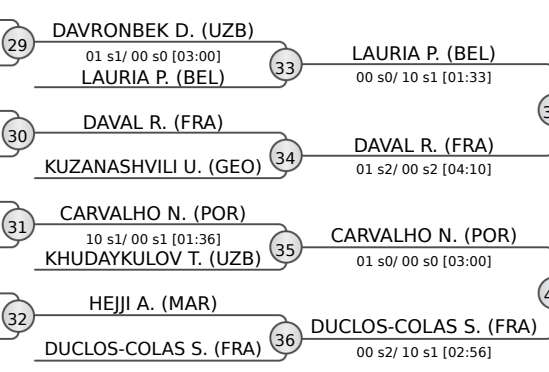 29
DAVRONBEK D. (UZB)
01 s1/ 00 s0 [03:00]
LAURIA P. (BEL)
33
LAURIA P. (BEL)
00 s0/ 10 s1 [01:33]
30
DAVAL R. (FRA)
KUZANASHVILI U. (GEO)
34
DAVAL R. (FRA)
01 s2/ 00 s2 [04:10]
31
CARVALHO N. (POR)
10 s1/ 00 s1 [01:36]
KHUDAYKULOV T. (UZB)
35
CARVALHO N. (POR)
01 s0/ 00 s0 [03:00]
32
HEJJI A. (MAR)
DUCLOS-COLAS S. (FRA)
36
DUCLOS-COLAS S. (FRA)
00 s2/ 10 s1 [02:56]